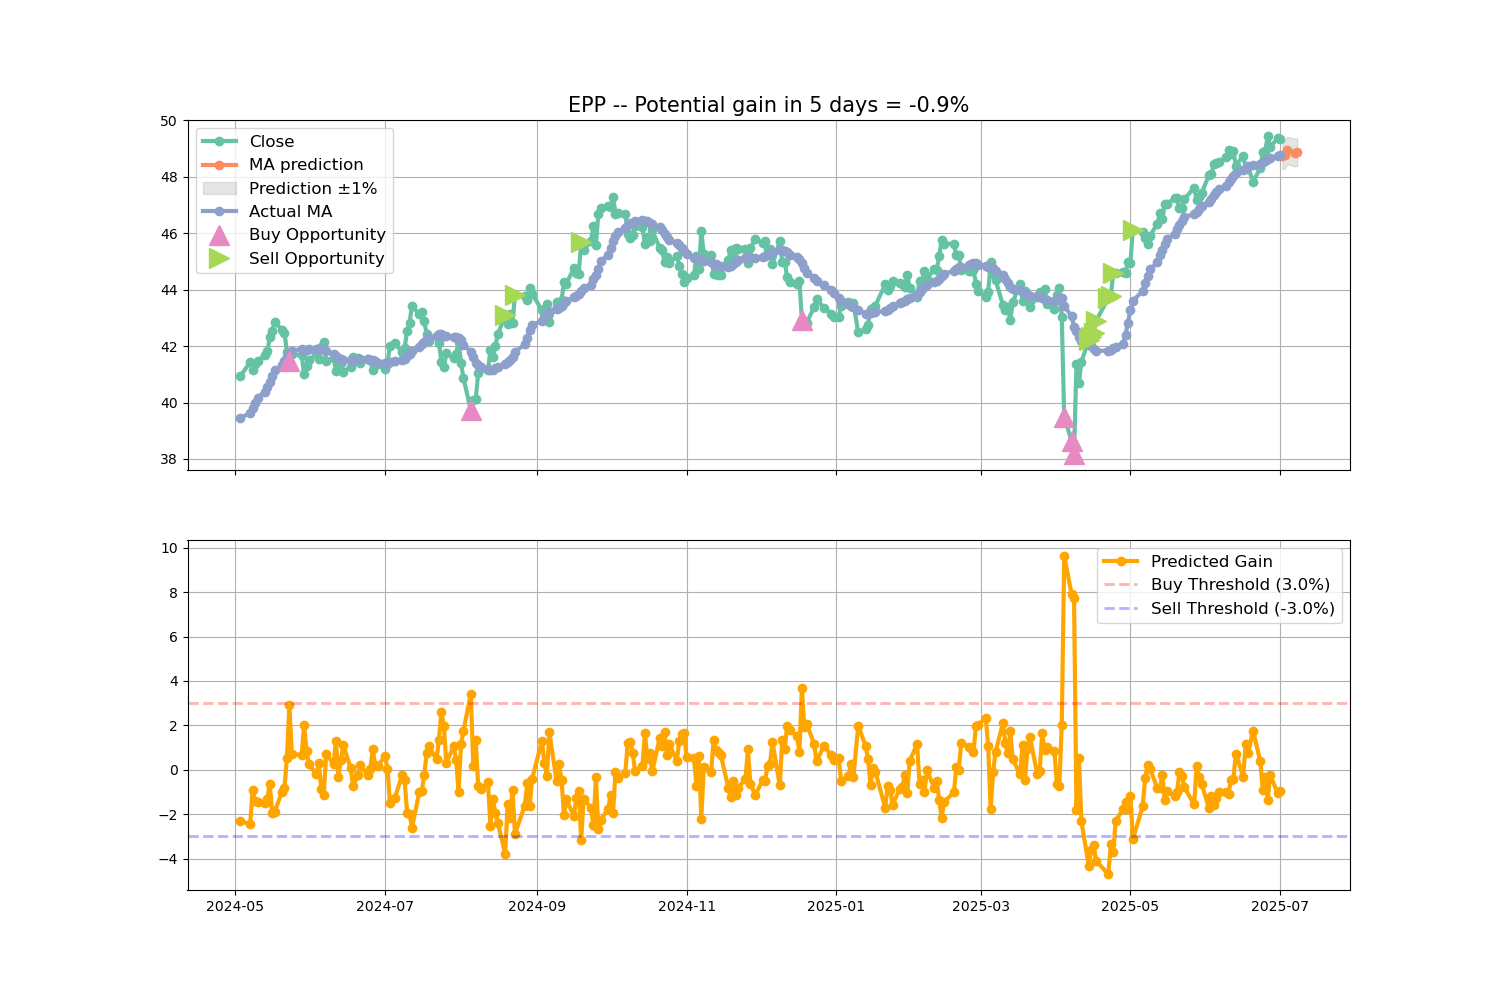 EPP -- Potential gain in 5 days = -0.9%
50
48
46
44
42
40
38
Close
MA prediction
Prediction ±1%
Actual MA
Buy Opportunity
Sell Opportunity
10
8
6
4
2
0
−2
−4
Predicted Gain
Buy Threshold (3.0%)
Sell Threshold (-3.0%)
2024-05 2024-07 2024-09 2024-11 2025-01 2025-03 2025-05 2025-07